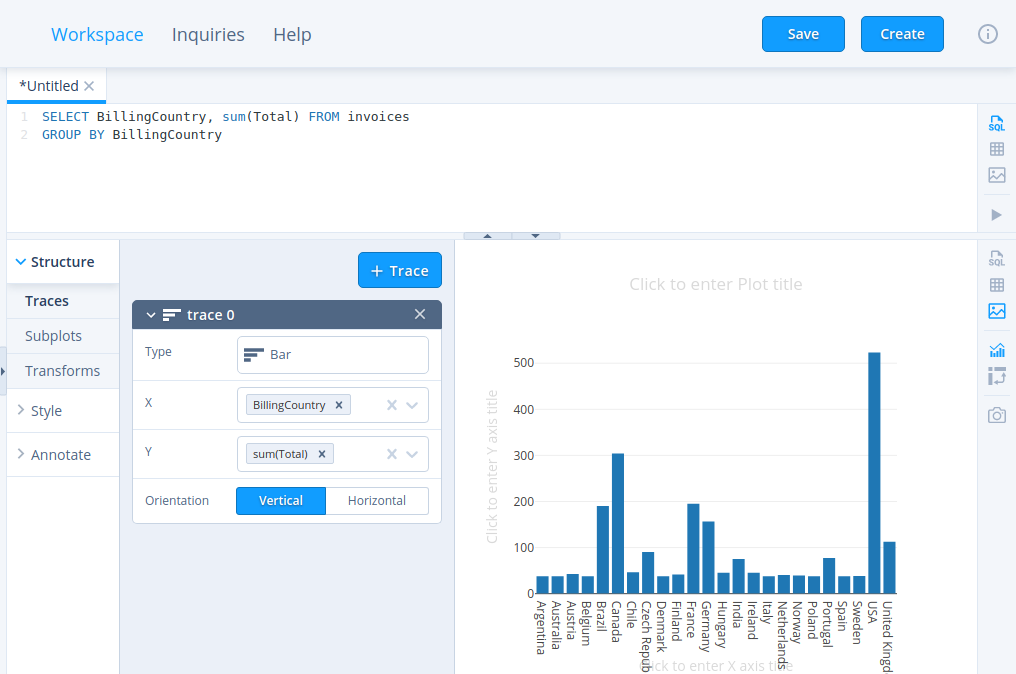 Workspace Inquiries Help Save Create
*Untitled
1 SELECT BillingCountry, sum(Total) FROM invoices
2 GROUP BY BillingCountry
SQL
Structure
Traces
Subplots
Transforms
Style
Annotate
+ Trace
trace 0
Type Bar
X BillingCountry
Y sum(Total)
Orientation Vertical Horizontal
Click to enter Plot title
Click to enter Y axis title
500
400
300
200
100
0
Argentina
Australia
Austria
Belgium
Brazil
Canada
Chile
Czech Repub
Denmark
Finland
France
Germany
Hungary
India
Ireland
Italy
Netherlands
Norway
Poland
Portugal
Spain
Sweden
USA
United Kingd
Click to enter X axis title
SQL